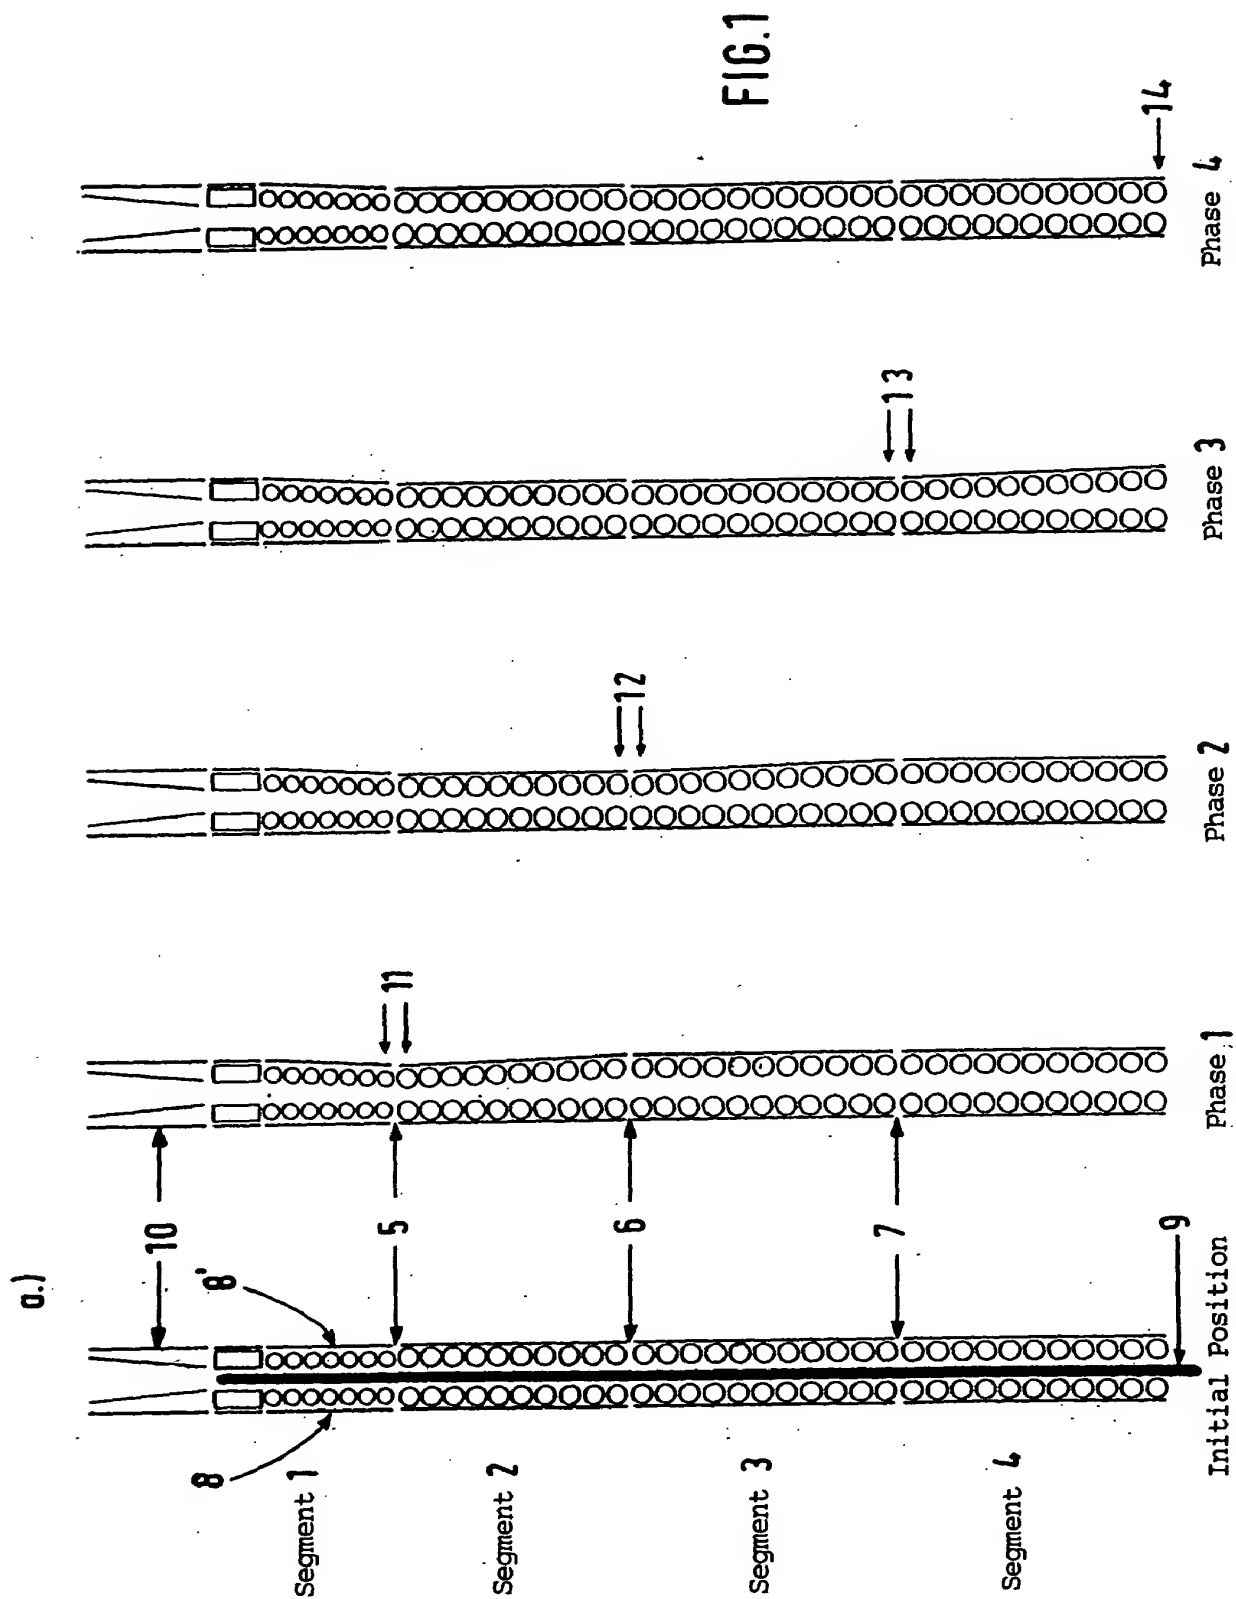 FIG.1
a.)
10
8'
8
5
6
7
9
11
12
13
14
Segment 1
Segment 2
Segment 3
Segment 4
Initial Position
Phase 1
Phase 2
Phase 3
Phase 4